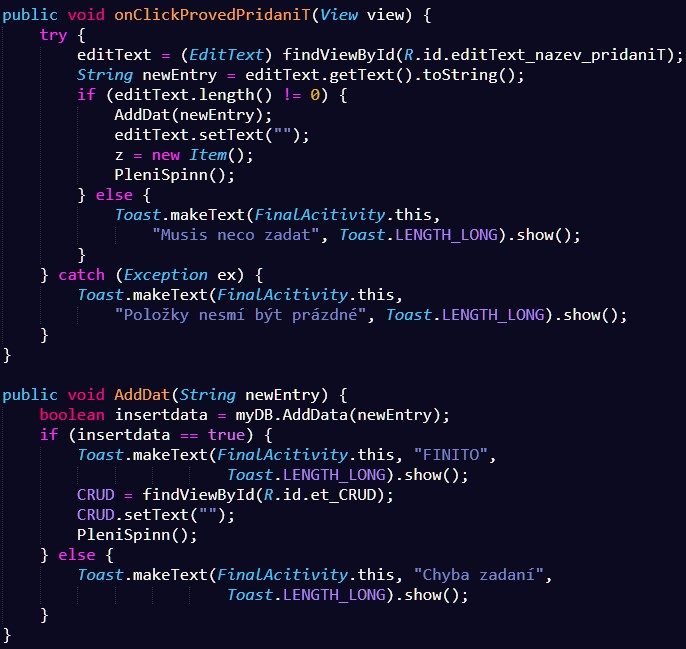 public void onClickProvedPridaniT(View view) {
    try {
        editText = (EditText) findViewById(R.id.editText_nazev_pridaniT);
        String newEntry = editText.getText().toString();
        if (editText.length() != 0) {
            AddDat(newEntry);
            editText.setText("");
            z = new Item();
            PleniSpinn();
        } else {
            Toast.makeText(FinalAcitivity.this,
                "Musis neco zadat", Toast.LENGTH_LONG).show();
        }
    } catch (Exception ex) {
        Toast.makeText(FinalAcitivity.this,
            "Položky nesmí být prázdné", Toast.LENGTH_LONG).show();
    }
}

public void AddDat(String newEntry) {
    boolean insertdata = myDB.AddData(newEntry);
    if (insertdata == true) {
        Toast.makeText(FinalAcitivity.this, "FINITO",
                        Toast.LENGTH_LONG).show();
        CRUD = findViewById(R.id.et_CRUD);
        CRUD.setText("");
        PleniSpinn();
    } else {
        Toast.makeText(FinalAcitivity.this, "Chyba zadaní",
                        Toast.LENGTH_LONG).show();
    }
}